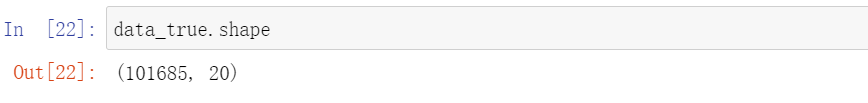 In [22]: data_true.shape
Out[22]: (101685, 20)